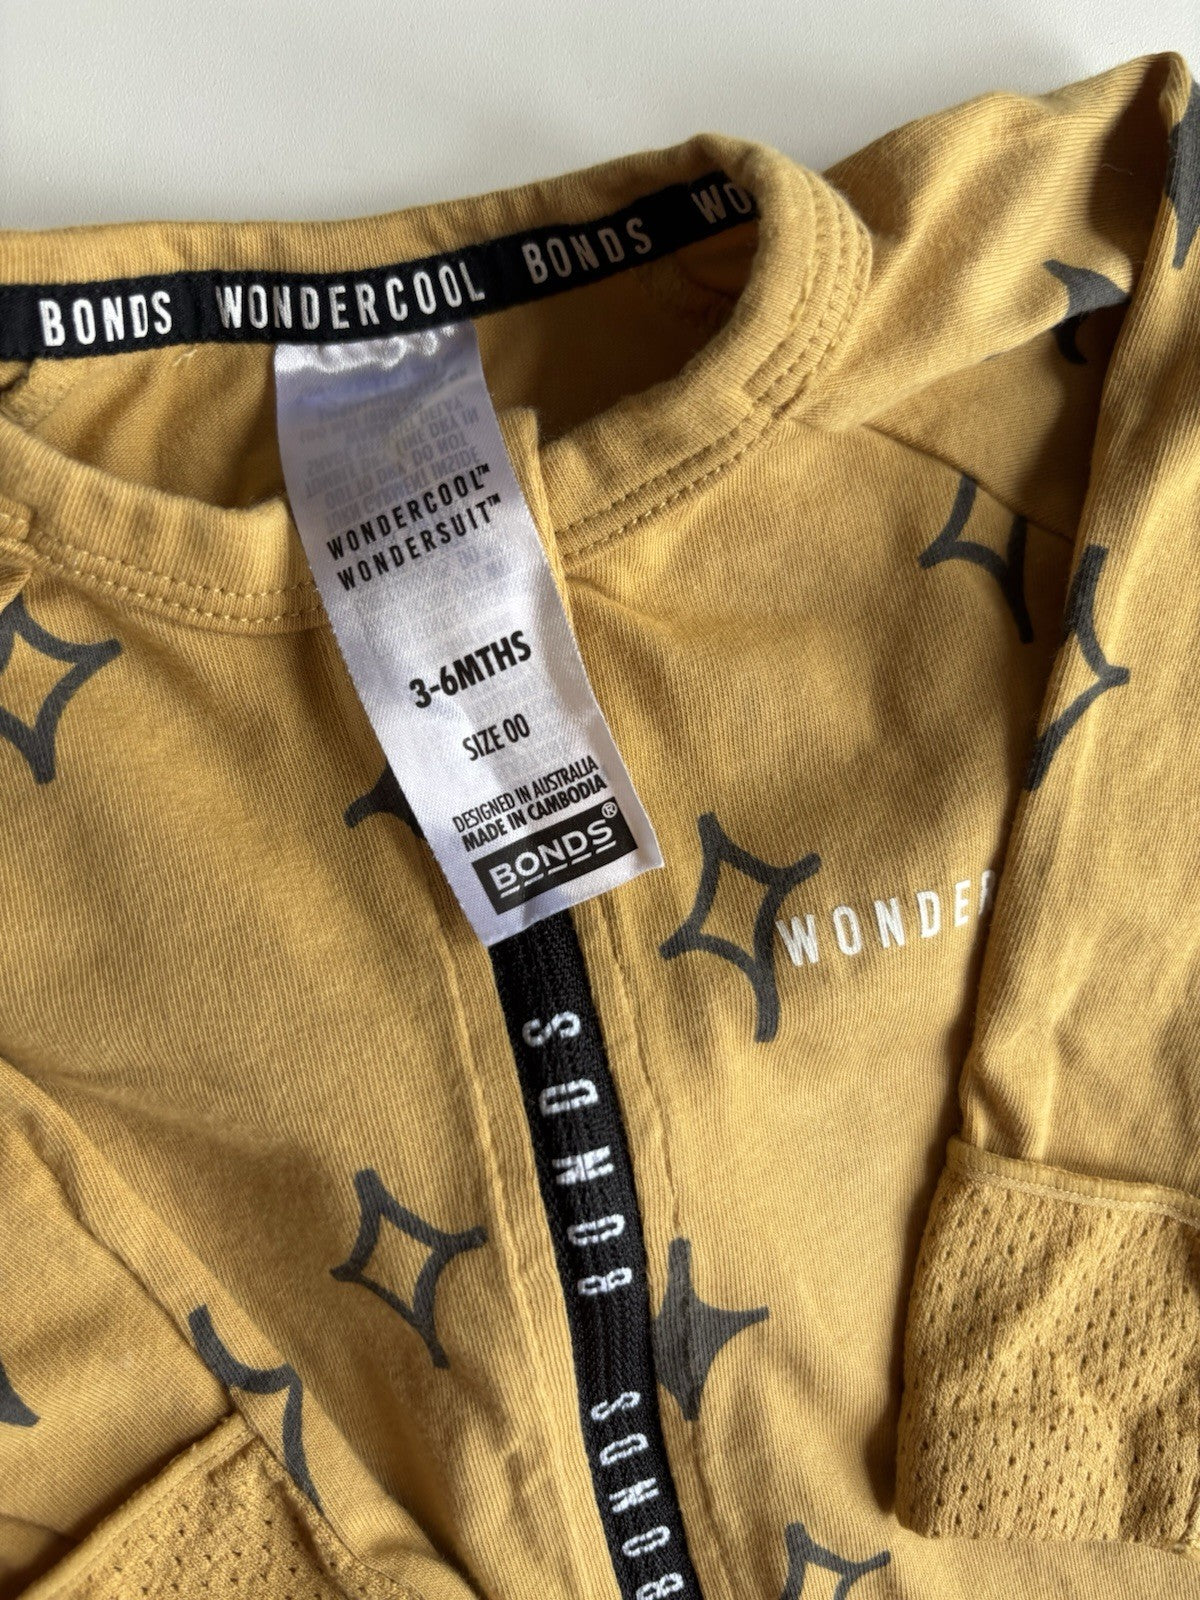 BONDS WONDERCOOL BONDS WO
WONDERCOOL™
WONDERSUIT™
3-6MTHS
SIZE 00
DESIGNED IN AUSTRALIA
MADE IN CAMBODIA
BONDS®
WONDER
BONDS
BONDS